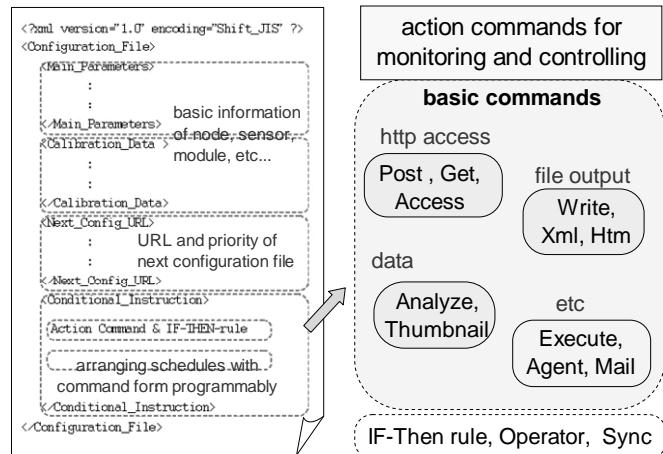 <?xml version="1.0" encoding="Shift_JIS" ?>
<Configuration_File>
<Main_Parameters>
:
:
</Main_Parameters>
basic information
of node, sensor,
module, etc...
<Calibration_Data >
:
:
</Calibration_Data>
<Next_Config_URL>
:
:
URL and priority of
next configuration file
</Next_Config_URL>
<Conditional_Instruction>
Action Command & IF-THEN-rule
arranging schedules with
command form programmably
</Conditional_Instruction>
</Configuration_File>
action commands for
monitoring and controlling
basic commands
http access
Post , Get,
Access
file output
Write,
Xml, Htm
data
Analyze,
Thumbnail
etc
Execute,
Agent, Mail
IF-Then rule, Operator, Sync